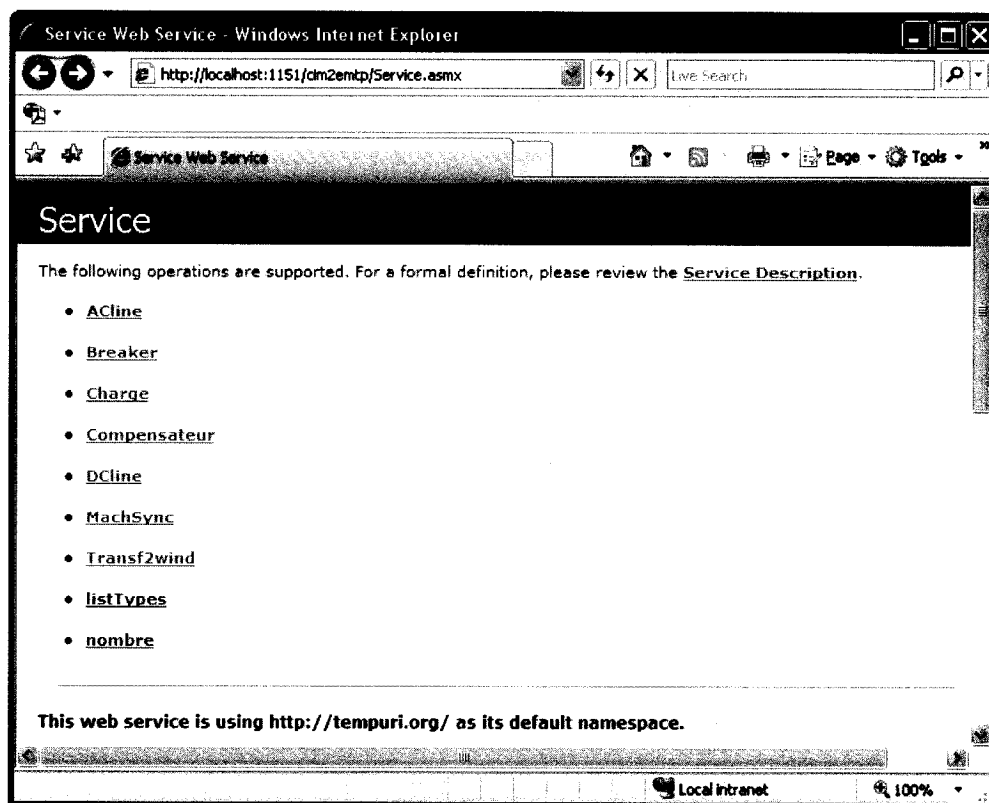 Service Web Service - Windows Internet Explorer
http://localhost:1151/cim2emtp/Service.asmx
Live Search
Service Web Service
Page
Tools
Service
The following operations are supported. For a formal definition, please review the Service Description.
ACline
Breaker
Charge
Compensateur
DCline
MachSync
Transf2wind
listTypes
nombre
This web service is using http://tempuri.org/ as its default namespace.
Local intranet
100%